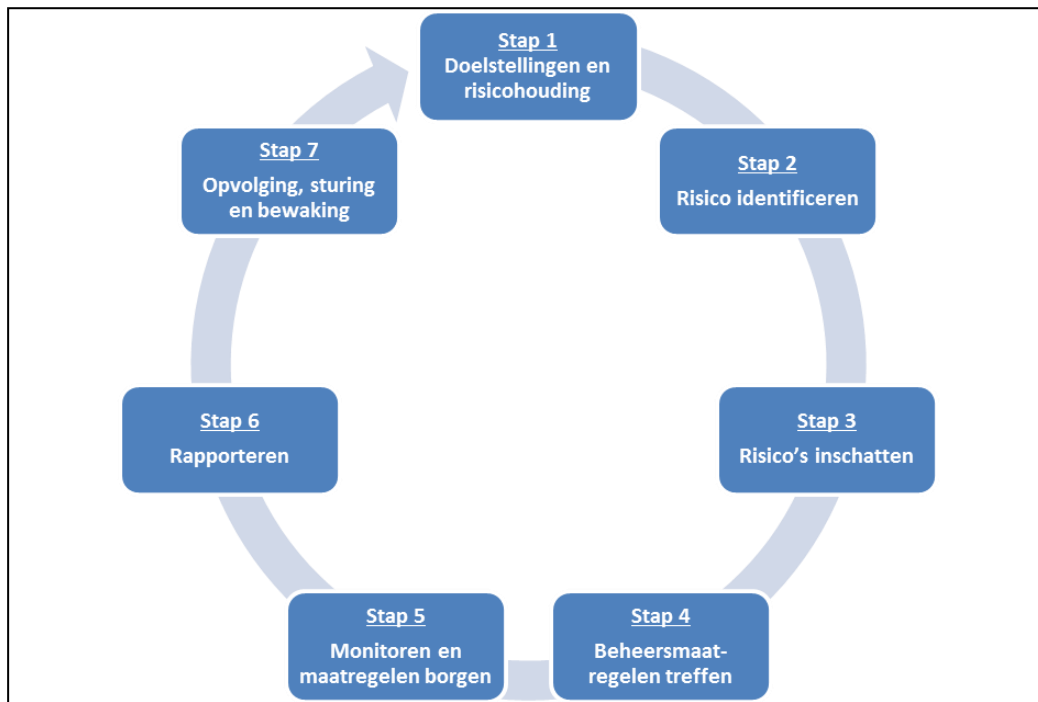 Stap 1
Doelstellingen en
risicohouding
Stap 2
Risico identificeren
Stap 3
Risico's inschatten
Stap 4
Beheersmaat-
regelen treffen
Stap 5
Monitoren en
maatregelen borgen
Stap 6
Rapporteren
Stap 7
Opvolging, sturing
en bewaking